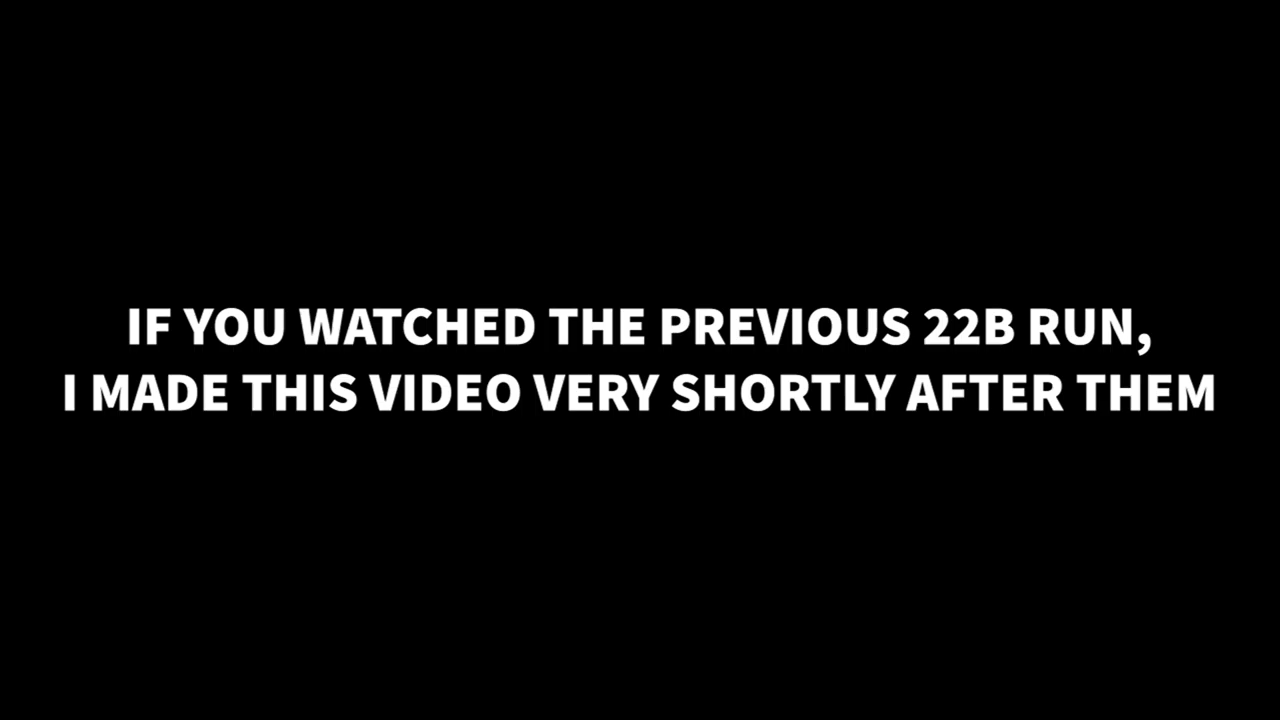 IF YOU WATCHED THE PREVIOUS 22B RUN,
I MADE THIS VIDEO VERY SHORTLY AFTER THEM